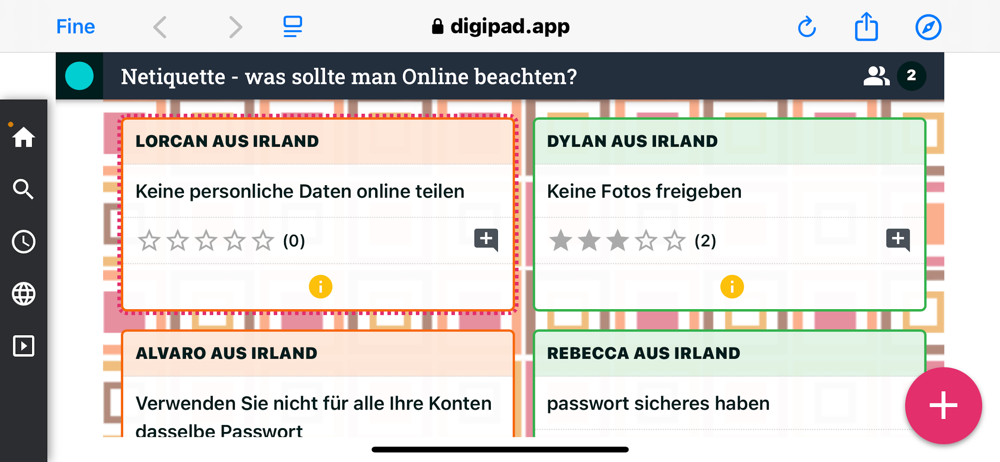 Fine
digipad.app
Netiquette - was sollte man Online beachten?
2
LORCAN AUS IRLAND
Keine personliche Daten online teilen
(0)
DYLAN AUS IRLAND
Keine Fotos freigeben
(2)
ALVARO AUS IRLAND
Verwenden Sie nicht für alle Ihre Konten
dasselbe Passwort
REBECCA AUS IRLAND
passwort sicheres haben